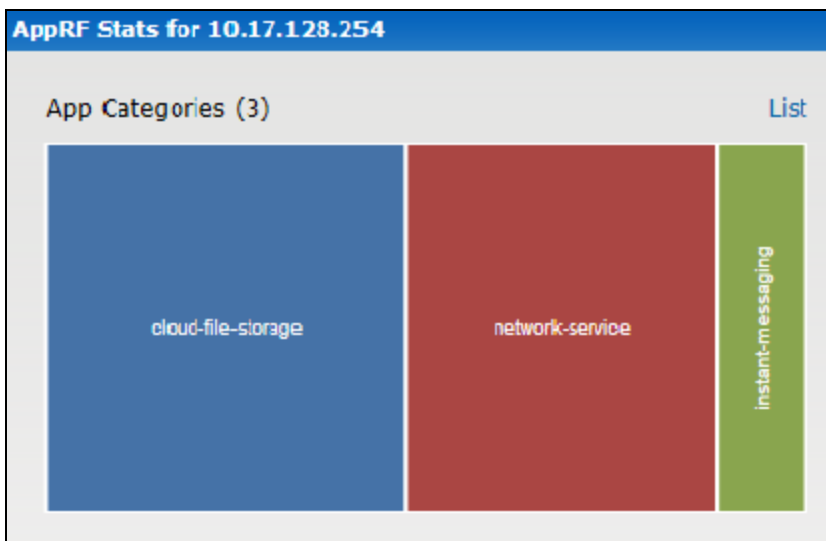 AppRF Stats for 10.17.128.254
App Categories (3)
List
cloud-file-storage
network-service
instant-messaging